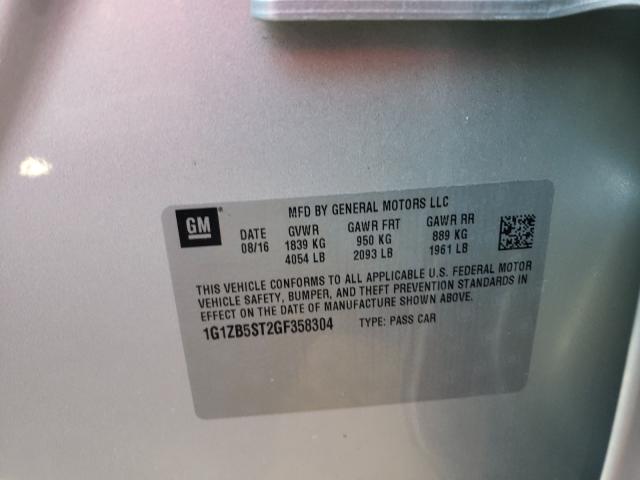 GM
MFD BY GENERAL MOTORS LLC
DATE GVWR GAWR FRT GAWR RR
08/16 1839 KG 950 KG 889 KG
4054 LB 2093 LB 1961 LB
THIS VEHICLE CONFORMS TO ALL APPLICABLE U.S. FEDERAL MOTOR
VEHICLE SAFETY, BUMPER, AND THEFT PREVENTION STANDARDS IN
EFFECT ON THE DATE OF MANUFACTURE SHOWN ABOVE.
1G1ZB5ST2GF358304 TYPE: PASS CAR